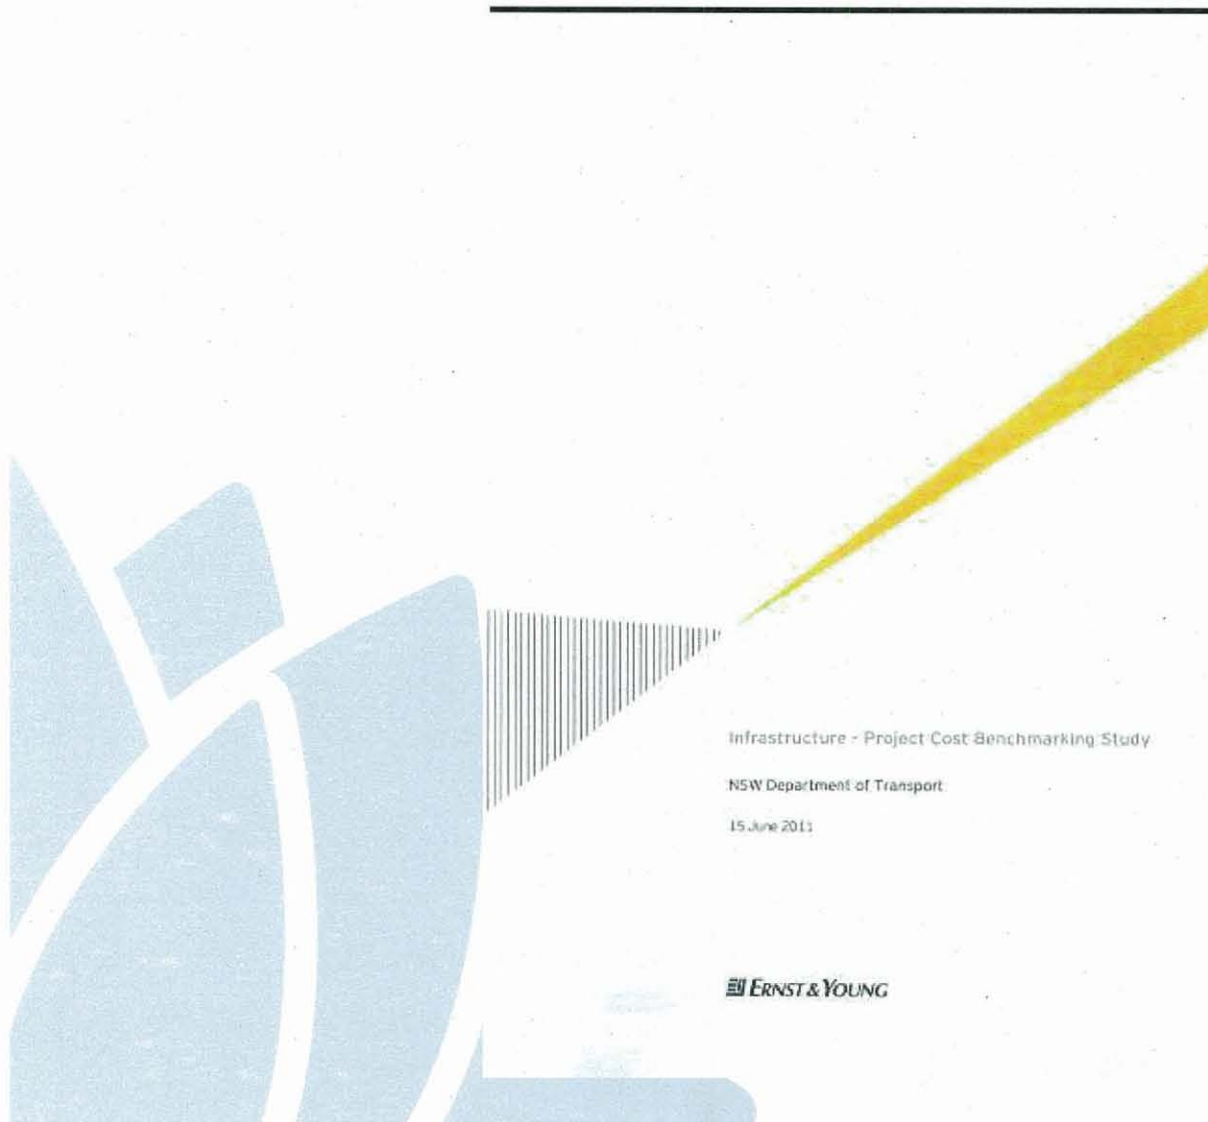 Infrastructure - Project Cost Benchmarking Study
NSW Department of Transport
15 June 2011
ERNST & YOUNG